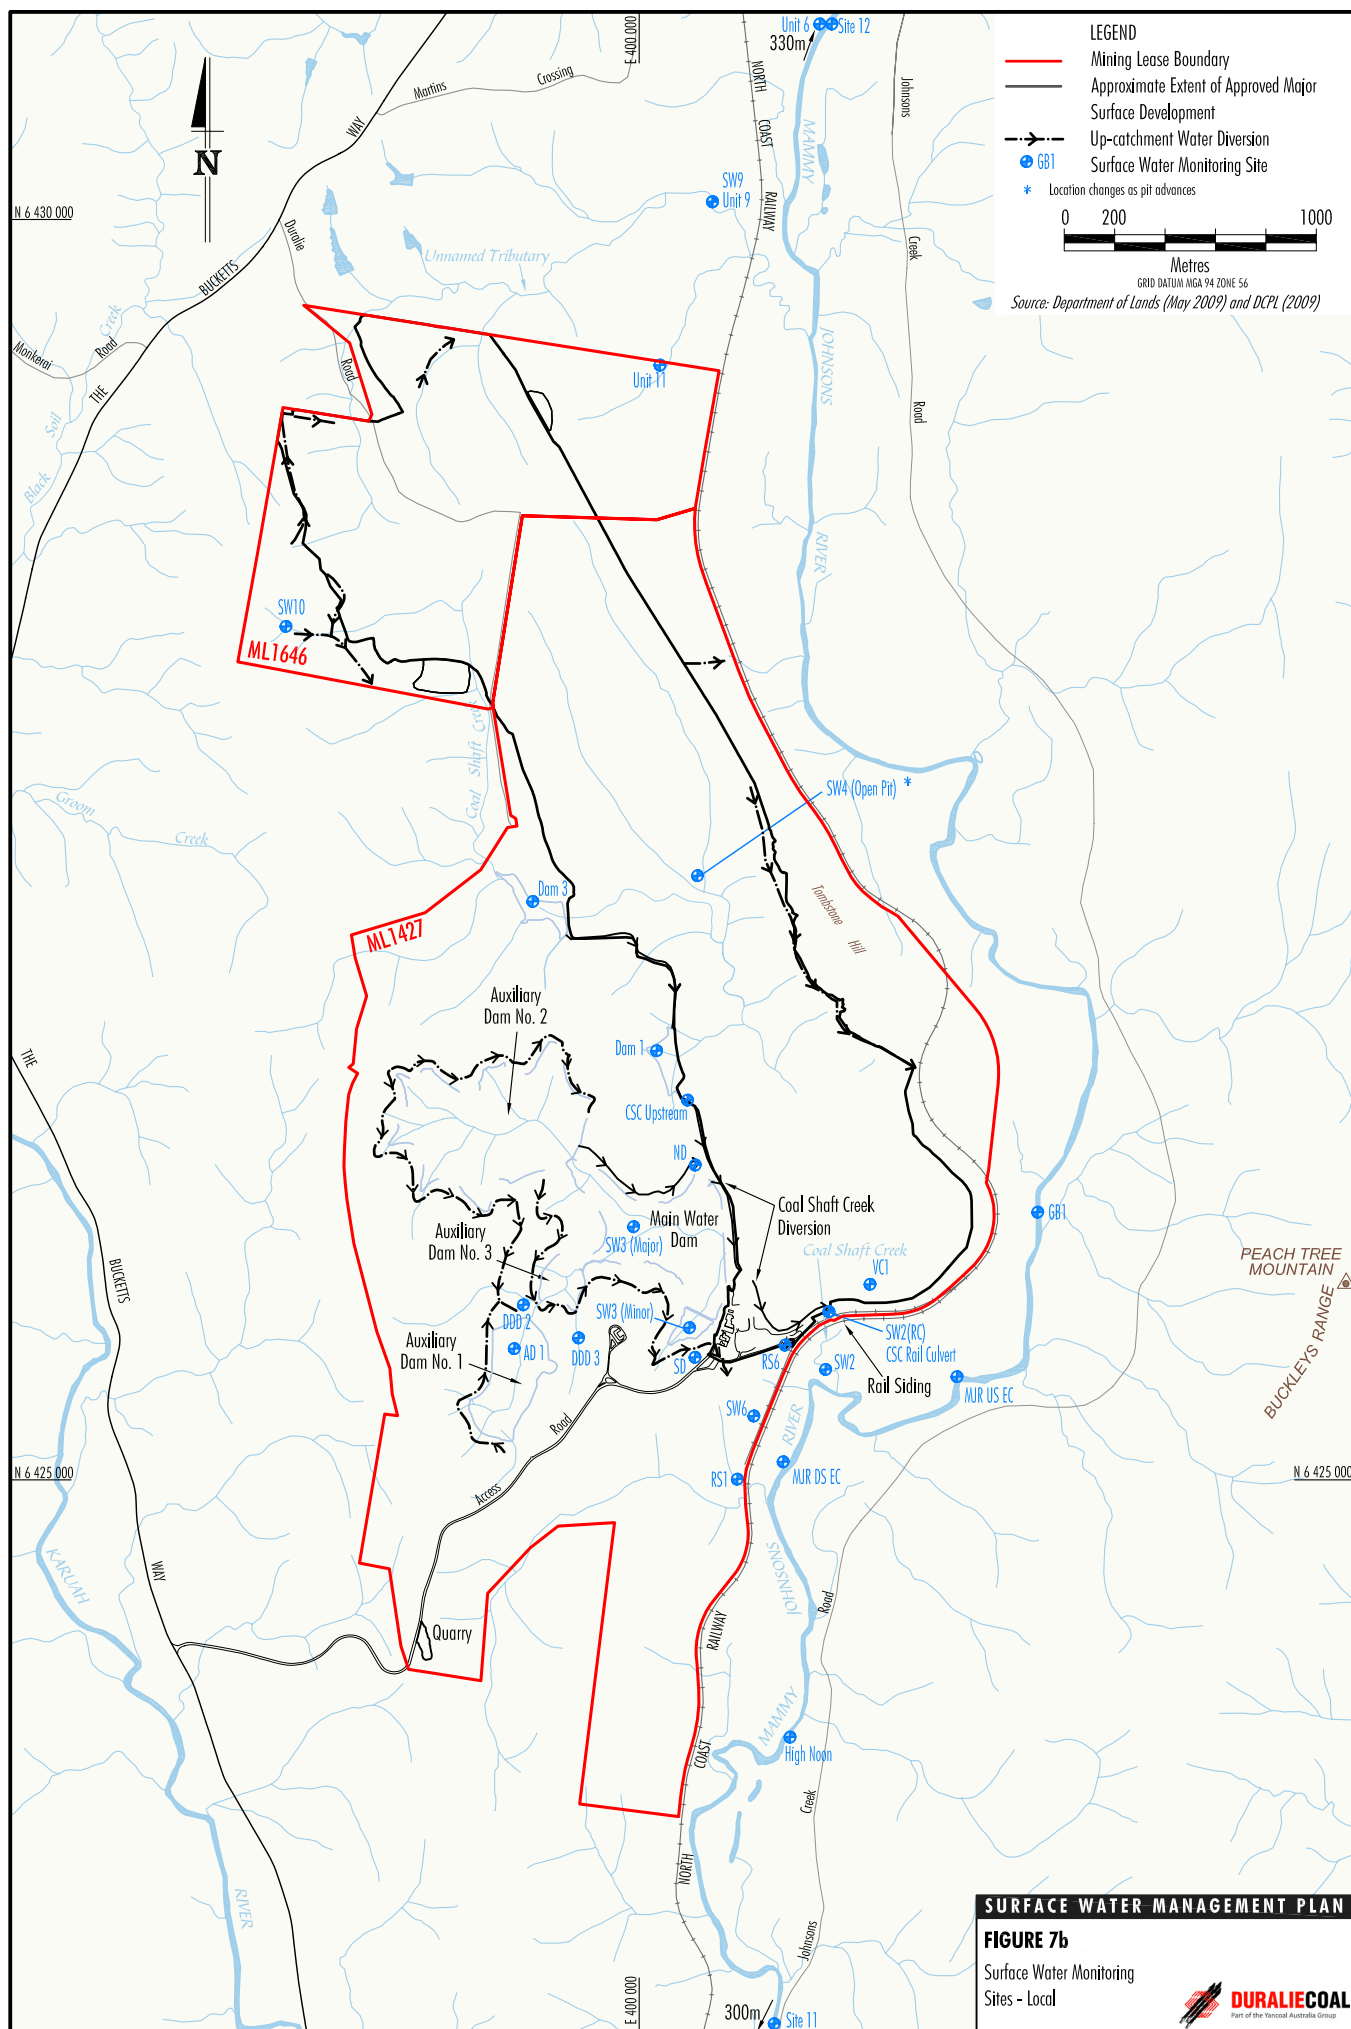 Unit 6
Site 12
330m
E 400 000
LEGEND
Mining Lease Boundary
Approximate Extent of Approved Major
Surface Development
Up-catchment Water Diversion
GB1
Surface Water Monitoring Site
* Location changes as pit advances
0 200 1000
Metres
GRID DATUM MGA 94 ZONE 56
Source: Department of Lands (May 2009) and DCPL (2009)
Martins
Crossing
NORTH
COAST
RAILWAY
MAMMY
Johnsons
Creek
Road
N
WAY
N 6 430 000
SW9
Unit 9
Duralie
Road
Unnamed Tributary
BUCKETTS
Creek
Monkerai
Road
THE
Soil
Black
JOHNSONS
RIVER
Unit 11
SW10
ML1646
Coal Shaft Creek
SW4 (Open Pit) *
Groom
Creek
Dam 3
Tombstone
Hill
ML1427
Auxiliary
Dam No. 2
Dam 1
THE
CSC Upstream
ND
Coal Shaft Creek
Diversion
Main Water
Dam
SW3 (Major)
Auxiliary
Dam No. 3
Coal Shaft Creek
VC1
GB1
PEACH TREE
MOUNTAIN
BUCKLEYS RANGE
BUCKETTS
SW3 (Minor)
DDD 2
AD 1
DDD 3
Auxiliary
Dam No. 1
SD
RS6
SW2(RC)
CSC Rail Culvert
SW2
Rail Siding
MJR US EC
SW6
RIVER
Road
Access
RS1
MJR DS EC
N 6 425 000
N 6 425 000
KARUAH
WAY
JOHNSONS
Road
RAILWAY
Quarry
MAMMY
COAST
High Noon
Creek
NORTH
RIVER
Johnsons
E 400 000
300m
Site 11
SURFACE WATER MANAGEMENT PLAN
FIGURE 7b
Surface Water Monitoring
Sites - Local
DURALIECOAL
Part of the Yancoal Australia Group